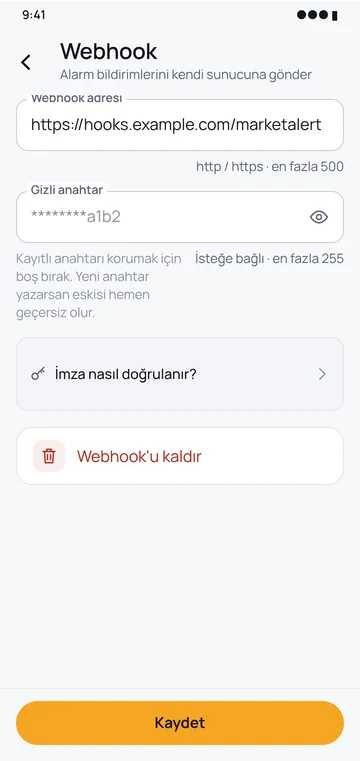 9:41
Webhook
Alarm bildirimlerini kendi sunucuna gönder
Webhook adresi
https://hooks.example.com/marketalert
http / https · en fazla 500
Gizli anahtar
********a1b2
Kayıtlı anahtarı korumak için
boş bırak. Yeni anahtar
yazarsan eskisi hemen
geçersiz olur.
İsteğe bağlı · en fazla 255
İmza nasıl doğrulanır?
Webhook'u kaldır
Kaydet